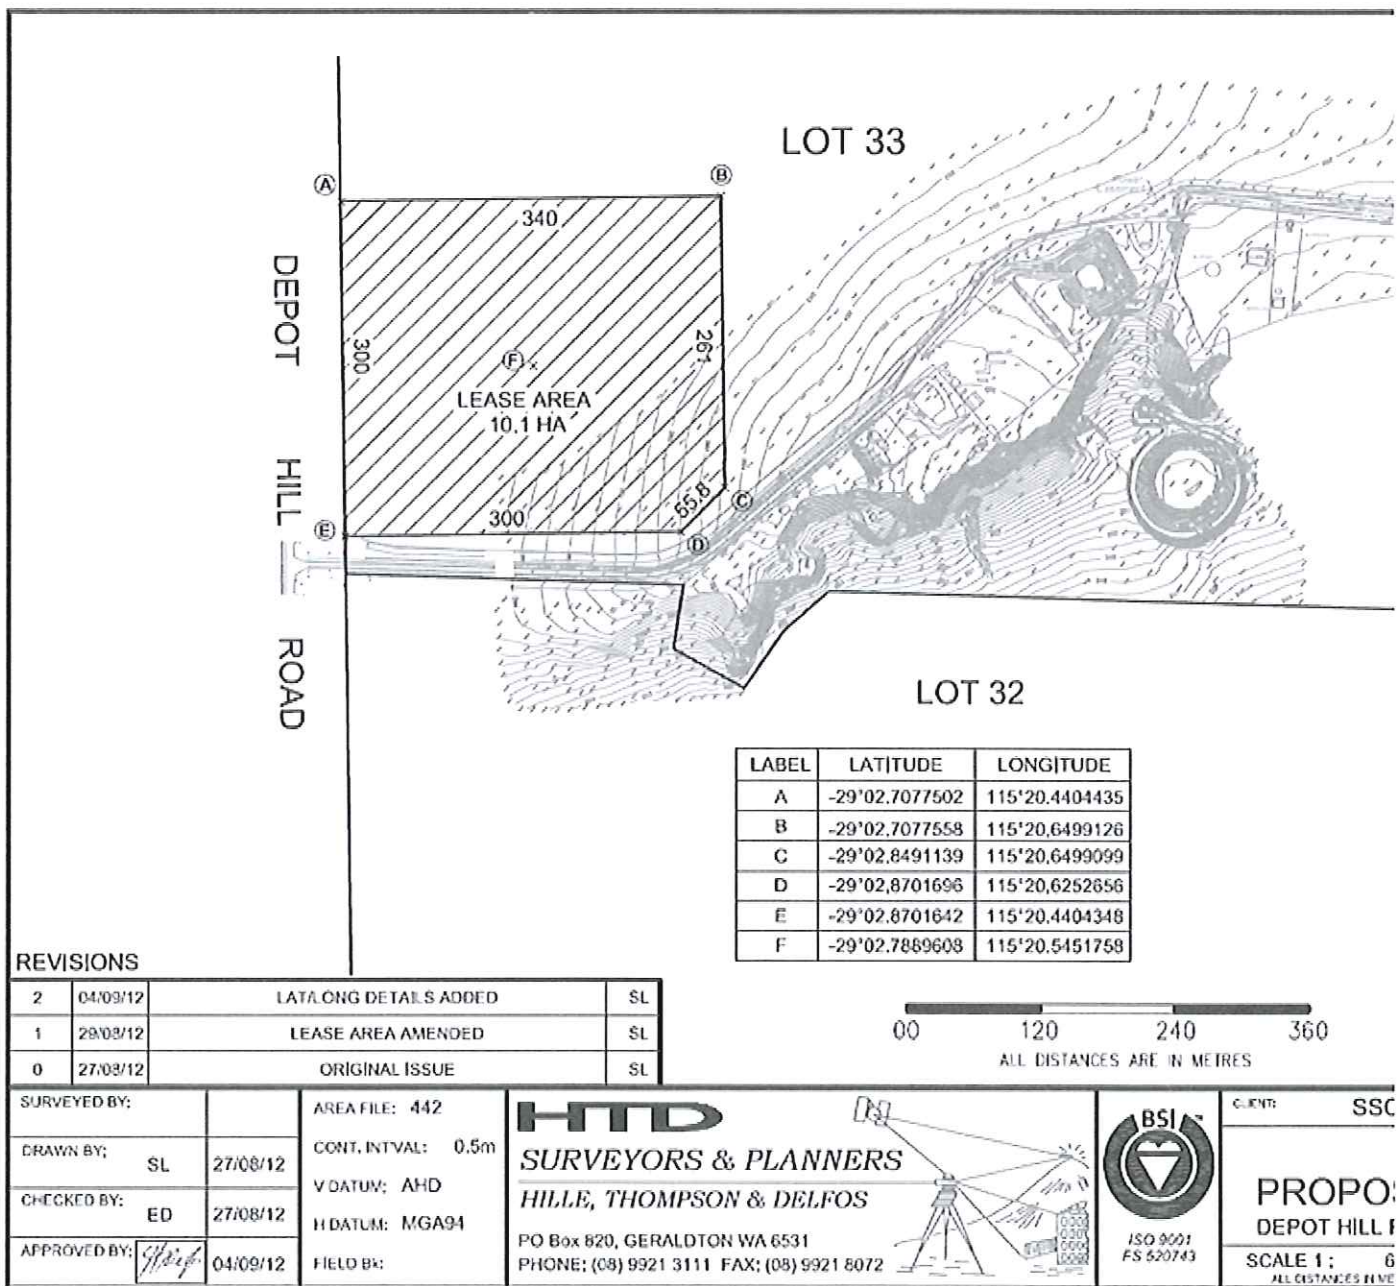 LOT 33
A
B
340
DEPOT HILL ROAD
300
261
F
LEASE AREA
10.1 HA
55.8
C
300
E
D
LOT 32
LABEL LATITUDE LONGITUDE
A -29°02.7077502 115°20.4404435
B -29°02.7077558 115°20.6499126
C -29°02.8491139 115°20.6499099
D -29°02.8701696 115°20.6252656
E -29°02.8701642 115°20.4404348
F -29°02.7889608 115°20.5451758
REVISIONS
2 04/09/12 LAT/LONG DETAILS ADDED SL
1 29/08/12 LEASE AREA AMENDED SL
0 27/08/12 ORIGINAL ISSUE SL
00 120 240 360
ALL DISTANCES ARE IN METRES
SURVEYED BY:
DRAWN BY: SL 27/08/12
CHECKED BY: ED 27/08/12
APPROVED BY: 04/09/12
AREA FILE: 442
CONT. INTVAL: 0.5m
V DATUM: AHD
H DATUM: MGA94
FIELD Bk:
HTD
SURVEYORS & PLANNERS
HILLE, THOMPSON & DELFOS
PO Box 820, GERALDTON WA 6531
PHONE: (08) 9921 3111 FAX: (08) 9921 8072
BSI
ISO 9001
FS 520743
CLIENT: SSC
PROPO
DEPOT HILL
SCALE 1:
ALL DISTANCES IN